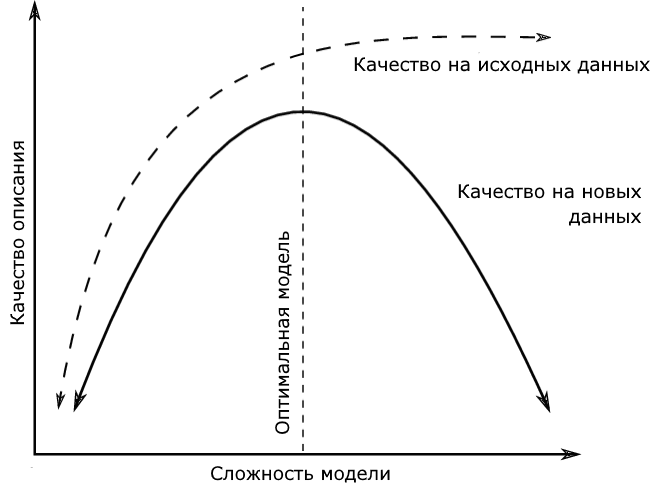 Качество на исходных данных
Качество на новых
данных
Качество описания
Оптимальная модель
Сложность модели